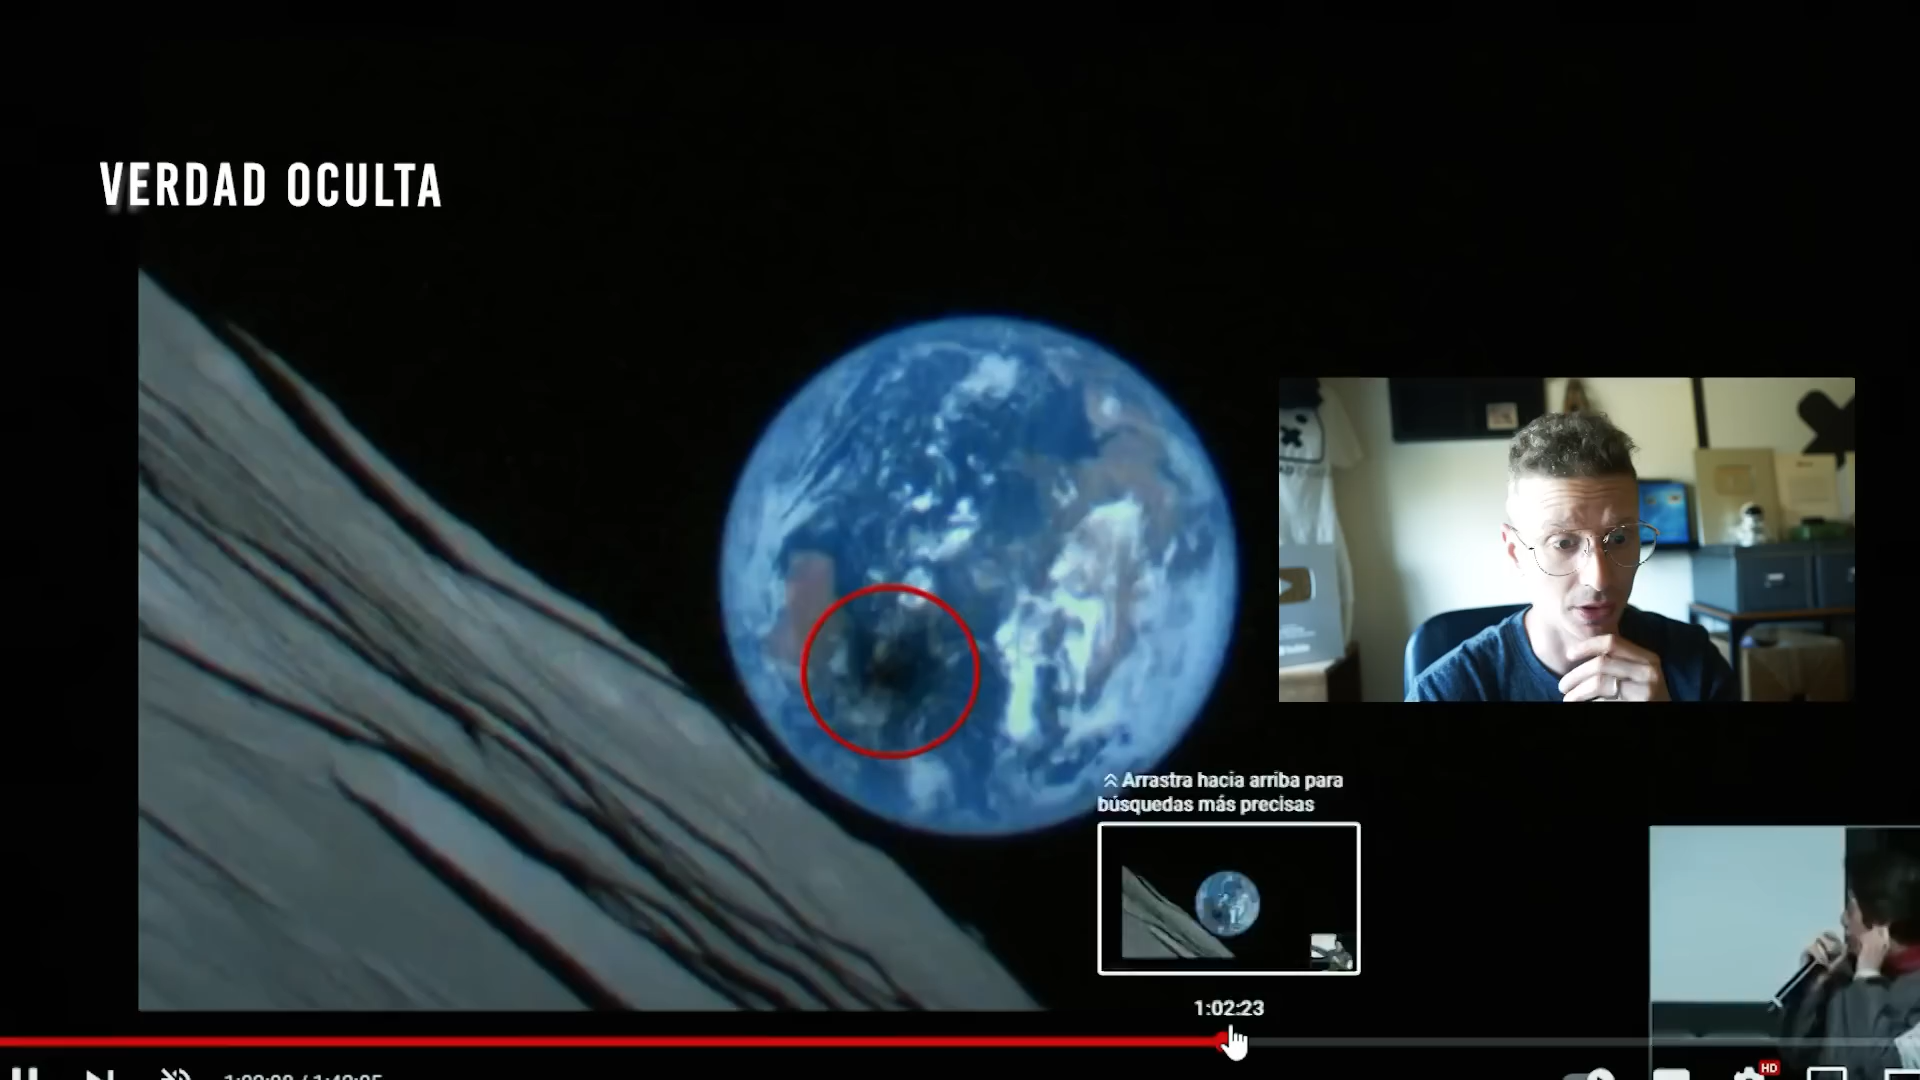 VERDAD OCULTA
Arrastra hacia arriba para
búsquedas más precisas
1:02:23
HD